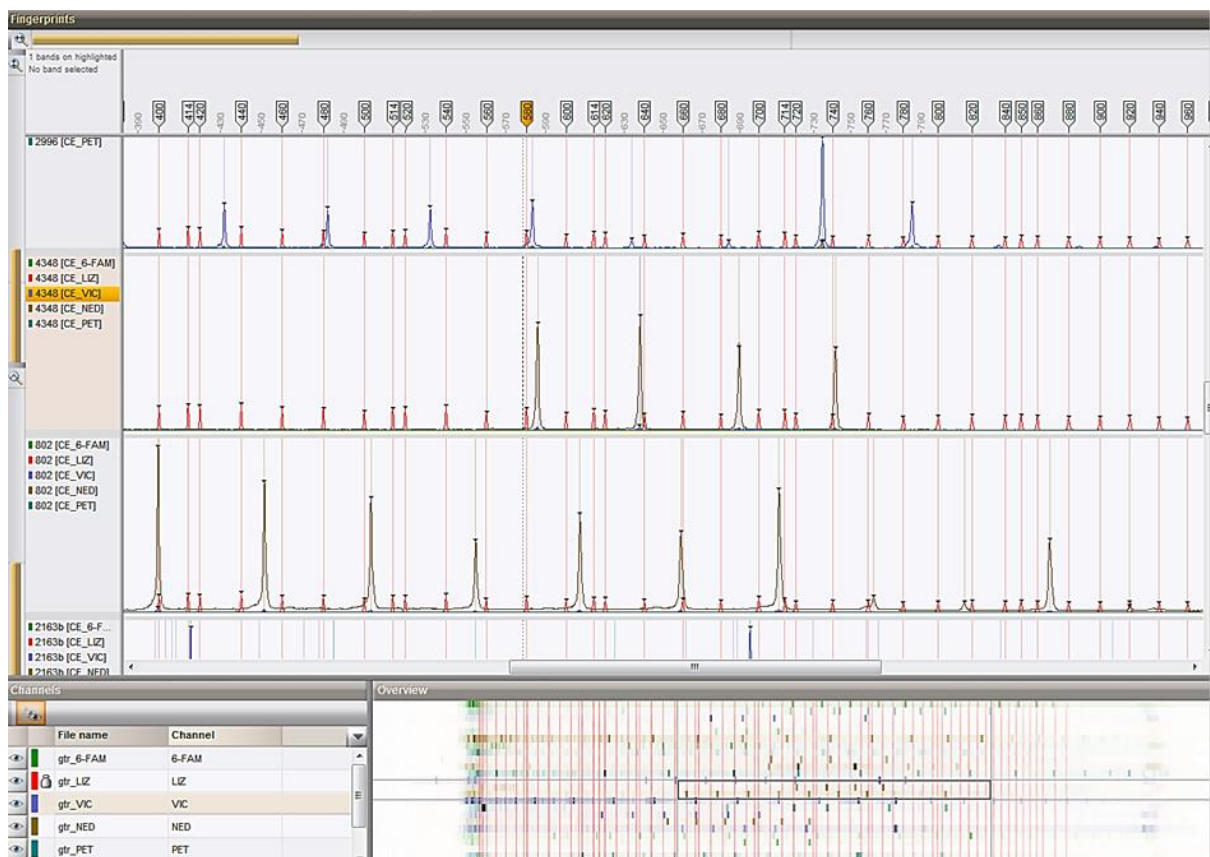 Fingerprints
1 bands on highlighted
No band selected
390 400 414 420 430 440 450 460 470 480 490 500 514 520 530 540 550 560 570 580 590 600 614 620 630 640 650 660 670 680 690 700 714 720 730 740 750 760 770 780 790 800 820 840 850 860 880 900 920 940 960
2996 [CE_PET]
4348 [CE_6-FAM]
4348 [CE_LIZ]
4348 [CE_VIC]
4348 [CE_NED]
4348 [CE_PET]
802 [CE_6-FAM]
802 [CE_LIZ]
802 [CE_VIC]
802 [CE_NED]
802 [CE_PET]
2163b [CE_6-F...
2163b [CE_LIZ]
2163b [CE_VIC]
2163b [CE_NED]
Channels
File name Channel
gtr_6-FAM 6-FAM
gtr_LIZ LIZ
gtr_VIC VIC
gtr_NED NED
gtr_PET PET
Overview